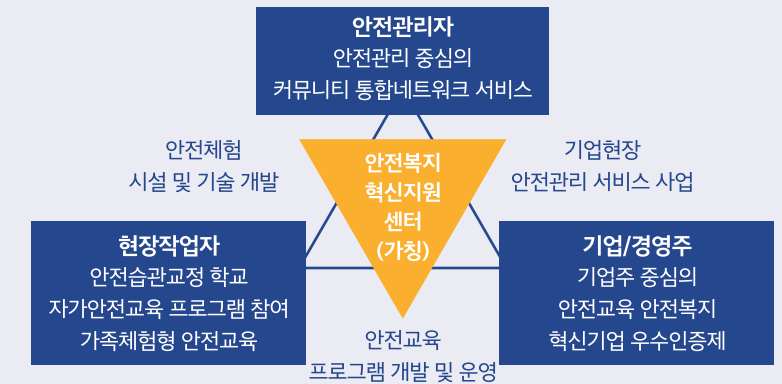 안전관리자
안전관리 중심의
커뮤니티 통합네트워크 서비스
안전체험
시설 및 기술 개발
안전복지
혁신지원
센터
(가칭)
기업현장
안전관리 서비스 사업
현장작업자
안전습관교정 학교
자가안전교육 프로그램 참여
가족체험형 안전교육
기업/경영주
기업주 중심의
안전교육 안전복지
혁신기업 우수인증제
안전교육
프로그램 개발 및 운영